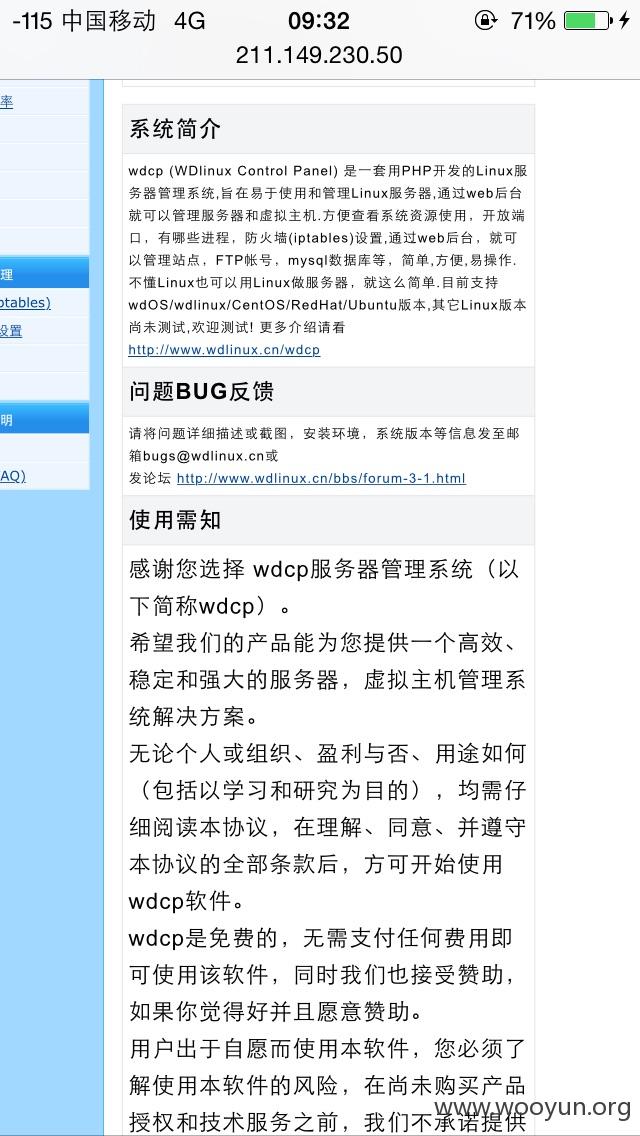 -115 中国移动 4G 09:32 71%
211.149.230.50
率
理
ptables)
设置
明
AQ)
系统简介
wdcp (WDlinux Control Panel) 是一套用PHP开发的Linux服
务器管理系统,旨在易于使用和管理Linux服务器,通过web后台
就可以管理服务器和虚拟主机.方便查看系统资源使用，开放端
口，有哪些进程，防火墙(iptables)设置,通过web后台，就可
以管理站点，FTP帐号，mysql数据库等，简单,方便,易操作.
不懂Linux也可以用Linux做服务器，就这么简单.目前支持
wdOS/wdlinux/CentOS/RedHat/Ubuntu版本,其它Linux版本
尚未测试,欢迎测试! 更多介绍请看
http://www.wdlinux.cn/wdcp
问题BUG反馈
请将问题详细描述或截图，安装环境，系统版本等信息发至邮
箱bugs@wdlinux.cn或
发论坛 http://www.wdlinux.cn/bbs/forum-3-1.html
使用需知
感谢您选择 wdcp服务器管理系统（以
下简称wdcp）。
希望我们的产品能为您提供一个高效、
稳定和强大的服务器，虚拟主机管理系
统解决方案。
无论个人或组织、盈利与否、用途如何
（包括以学习和研究为目的），均需仔
细阅读本协议，在理解、同意、并遵守
本协议的全部条款后，方可开始使用
wdcp软件。
wdcp是免费的，无需支付任何费用即
可使用该软件，同时我们也接受赞助，
如果你觉得好并且愿意赞助。
用户出于自愿而使用本软件，您必须了
解使用本软件的风险，在尚未购买产品
授权和技术服务之前，我们不承诺提供
www.wooyun.org